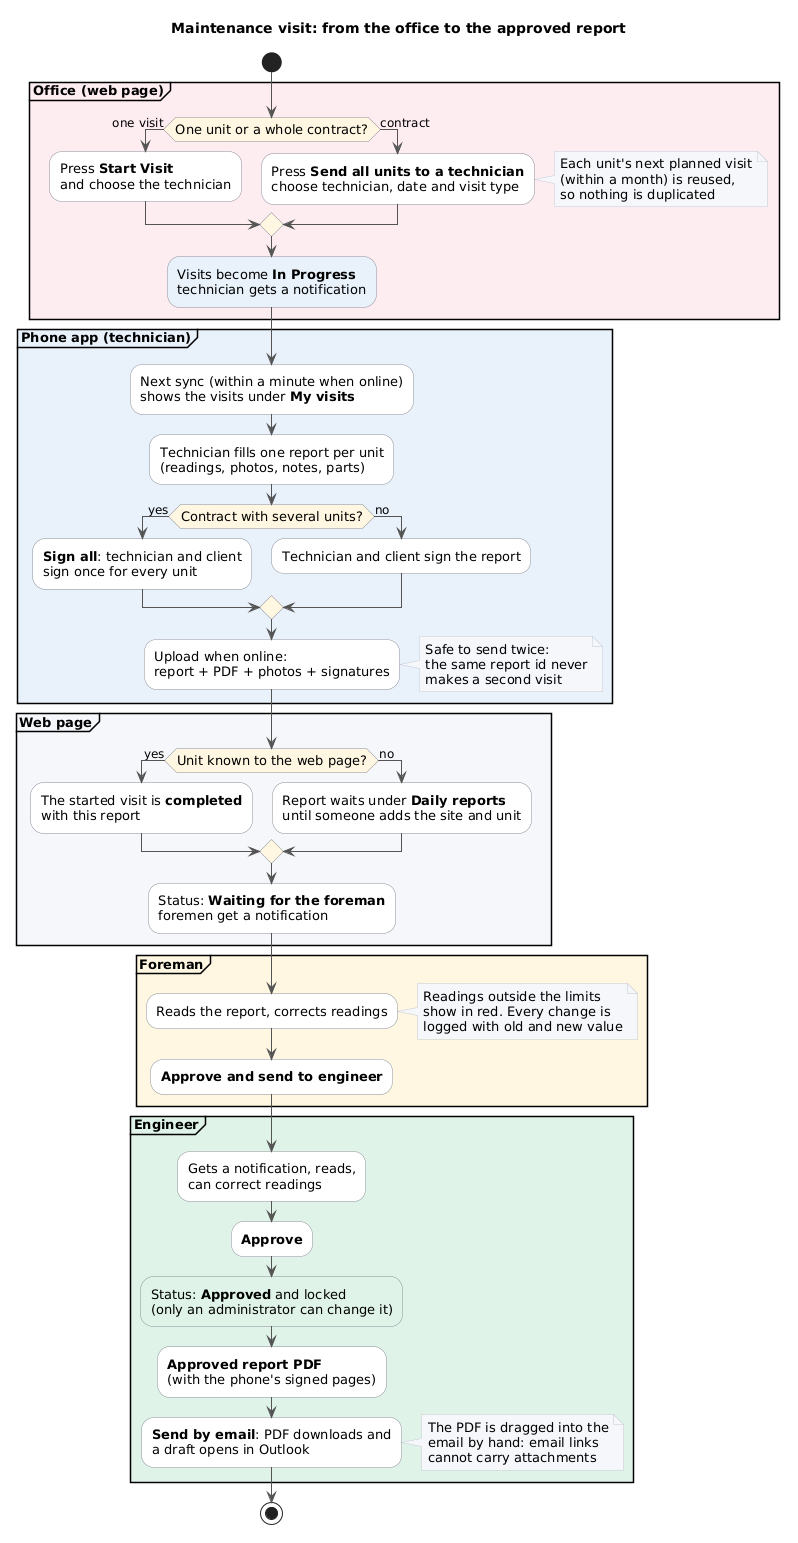 Maintenance visit: from the office to the approved report
Office (web page)
one visit
One unit or a whole contract?
contract
Press Start Visit
and choose the technician
Press Send all units to a technician
choose technician, date and visit type
Each unit's next planned visit
(within a month) is reused,
so nothing is duplicated
Visits become In Progress
technician gets a notification
Phone app (technician)
Next sync (within a minute when online)
shows the visits under My visits
Technician fills one report per unit
(readings, photos, notes, parts)
yes
Contract with several units?
no
Sign all: technician and client
sign once for every unit
Technician and client sign the report
Upload when online:
report + PDF + photos + signatures
Safe to send twice:
the same report id never
makes a second visit
Web page
yes
Unit known to the web page?
no
The started visit is completed
with this report
Report waits under Daily reports
until someone adds the site and unit
Status: Waiting for the foreman
foremen get a notification
Foreman
Reads the report, corrects readings
Readings outside the limits
show in red. Every change is
logged with old and new value
Approve and send to engineer
Engineer
Gets a notification, reads,
can correct readings
Approve
Status: Approved and locked
(only an administrator can change it)
Approved report PDF
(with the phone's signed pages)
Send by email: PDF downloads and
a draft opens in Outlook
The PDF is dragged into the
email by hand: email links
cannot carry attachments